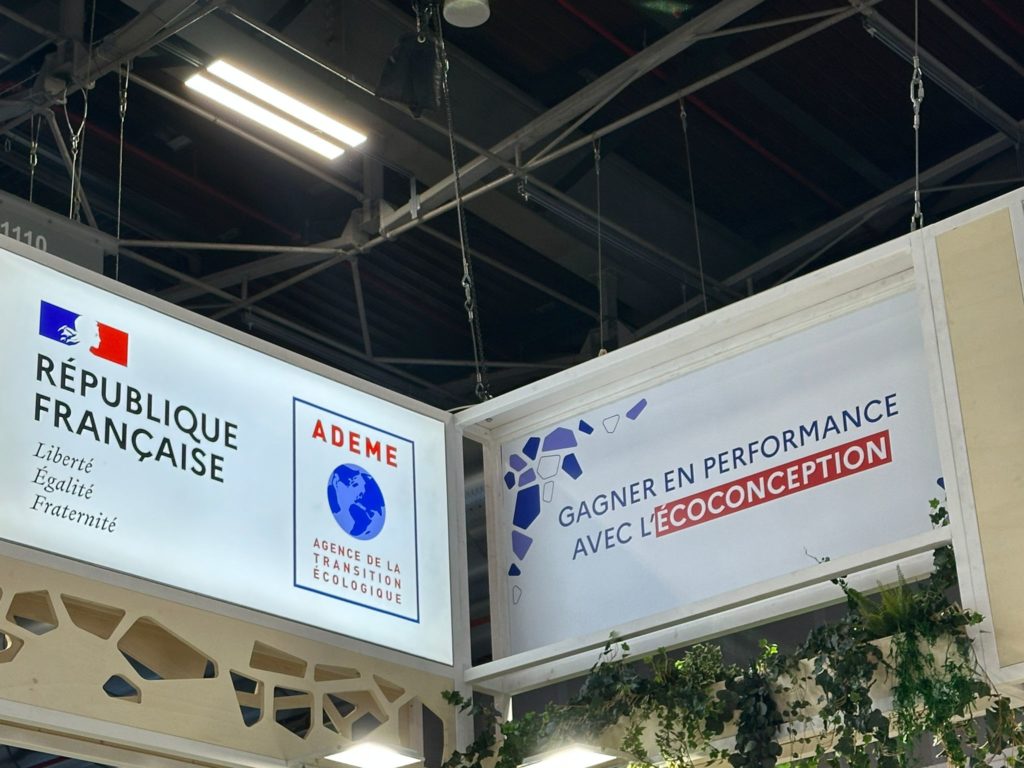 1110
RÉPUBLIQUE
FRANÇAISE
Liberté
Égalité
Fraternité
ADEME
AGENCE DE LA
TRANSITION
ÉCOLOGIQUE
GAGNER EN PERFORMANCE
AVEC L'ÉCOCONCEPTION